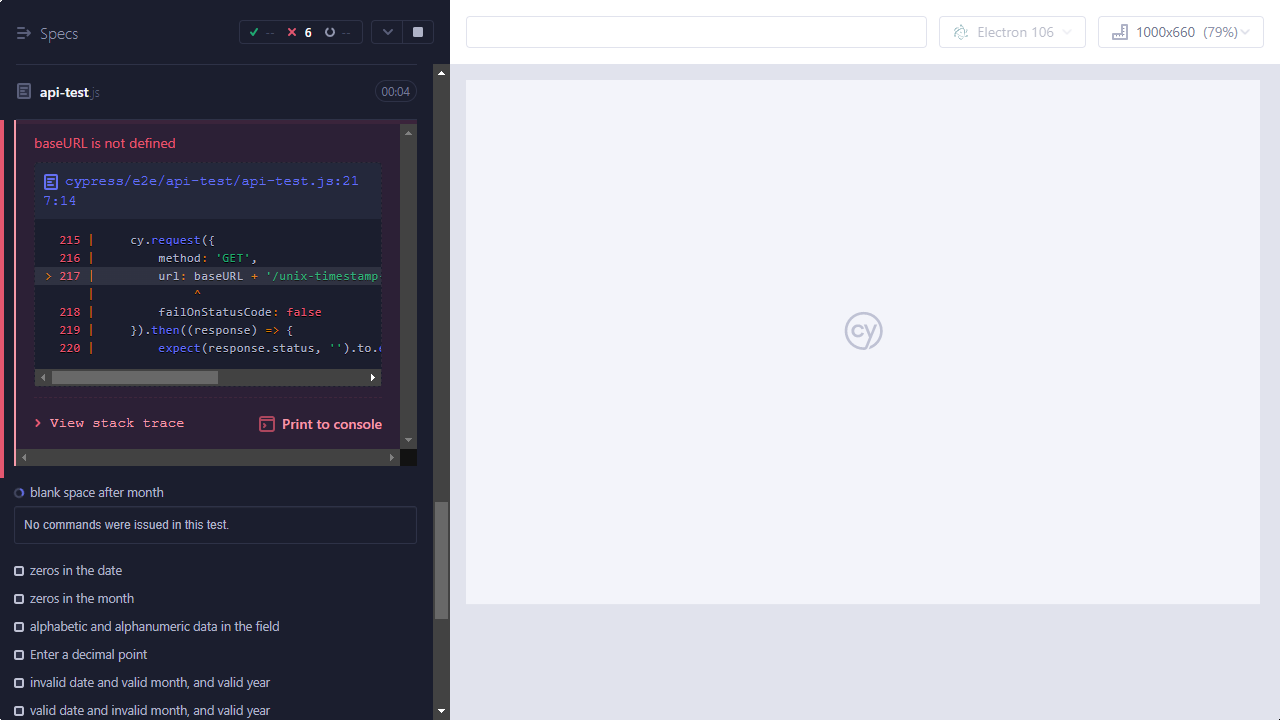 Specs
-- 6 --
Electron 106
1000x660 (79%)
api-test.js
00:04
baseURL is not defined
cypress/e2e/api-test/api-test.js:21
7:14
215 | cy.request({
216 | method: 'GET',
> 217 | url: baseURL + '/unix-timestamp-
| ^
218 | failOnStatusCode: false
219 | }).then((response) => {
220 | expect(response.status, '').to.e
> View stack trace
Print to console
cy
blank space after month
No commands were issued in this test.
zeros in the date
zeros in the month
alphabetic and alphanumeric data in the field
Enter a decimal point
invalid date and valid month, and valid year
valid date and invalid month, and valid year